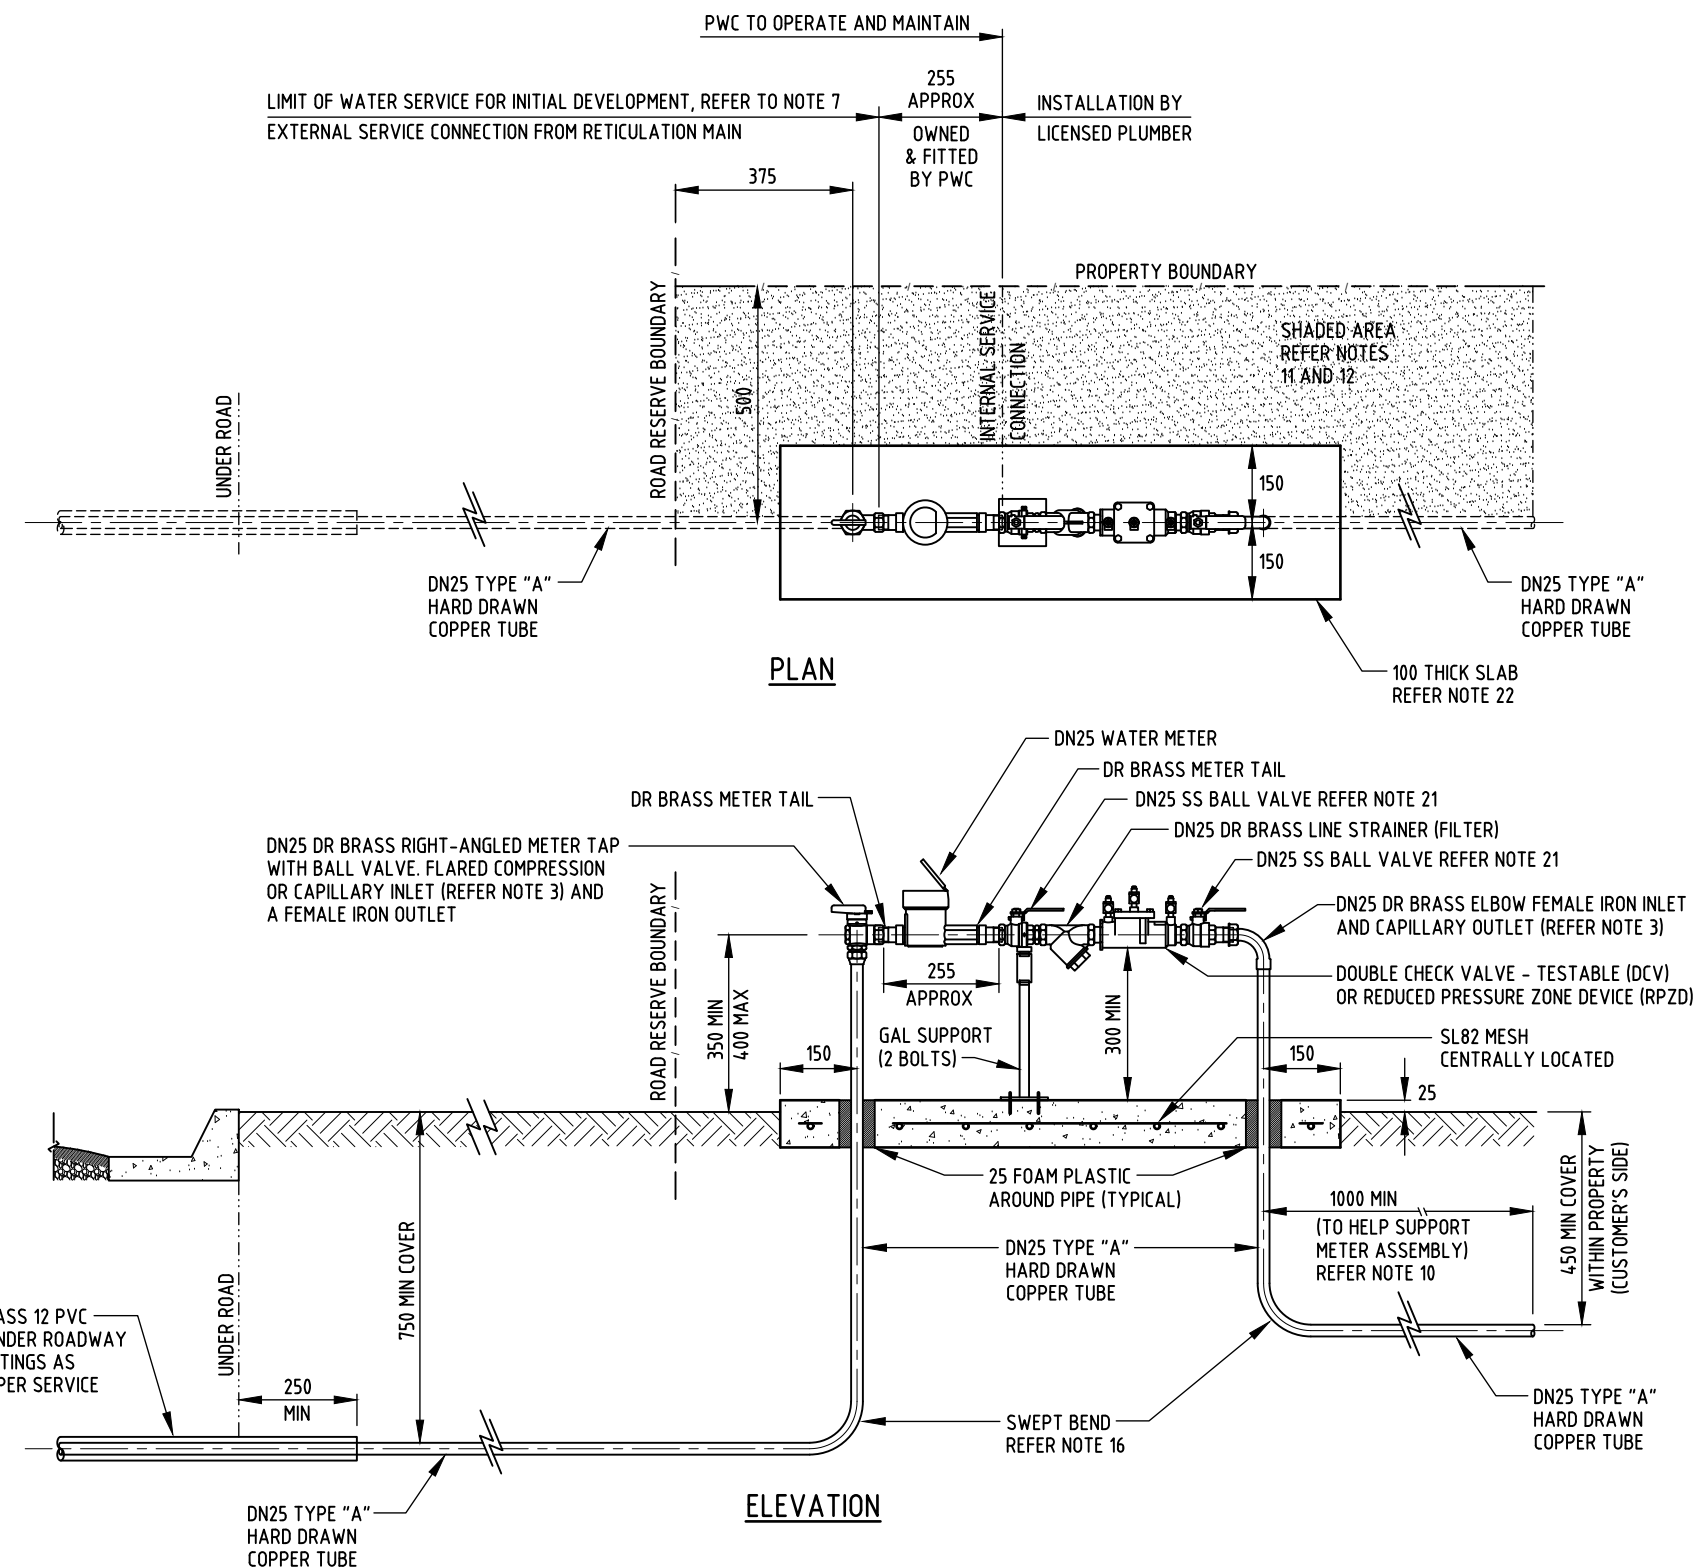 PWC TO OPERATE AND MAINTAIN
LIMIT OF WATER SERVICE FOR INITIAL DEVELOPMENT, REFER TO NOTE 7
EXTERNAL SERVICE CONNECTION FROM RETICULATION MAIN
255
APPROX
OWNED
& FITTED
BY PWC
INSTALLATION BY
LICENSED PLUMBER
375
PROPERTY BOUNDARY
ROAD RESERVE BOUNDARY
500
INTERNAL SERVICE
CONNECTION
SHADED AREA
REFER NOTES
11 AND 12
UNDER ROAD
150
150
DN25 TYPE "A"
HARD DRAWN
COPPER TUBE
DN25 TYPE "A"
HARD DRAWN
COPPER TUBE
100 THICK SLAB
REFER NOTE 22
PLAN
DN25 WATER METER
DR BRASS METER TAIL
DR BRASS METER TAIL
DN25 SS BALL VALVE REFER NOTE 21
DN25 DR BRASS LINE STRAINER (FILTER)
DN25 SS BALL VALVE REFER NOTE 21
DN25 DR BRASS RIGHT-ANGLED METER TAP
WITH BALL VALVE. FLARED COMPRESSION
OR CAPILLARY INLET (REFER NOTE 3) AND
A FEMALE IRON OUTLET
DN25 DR BRASS ELBOW FEMALE IRON INLET
AND CAPILLARY OUTLET (REFER NOTE 3)
DOUBLE CHECK VALVE - TESTABLE (DCV)
OR REDUCED PRESSURE ZONE DEVICE (RPZD)
ROAD RESERVE BOUNDARY
350 MIN
400 MAX
255
APPROX
GAL SUPPORT
(2 BOLTS)
300 MIN
SL82 MESH
CENTRALLY LOCATED
150
150
25
25 FOAM PLASTIC
AROUND PIPE (TYPICAL)
1000 MIN
(TO HELP SUPPORT
METER ASSEMBLY)
REFER NOTE 10
450 MIN COVER
WITHIN PROPERTY
(CUSTOMER'S SIDE)
DN25 TYPE "A"
HARD DRAWN
COPPER TUBE
750 MIN COVER
UNDER ROAD
ASS 12 PVC
NDER ROADWAY
TINGS AS
PER SERVICE
250
MIN
SWEPT BEND
REFER NOTE 16
DN25 TYPE "A"
HARD DRAWN
COPPER TUBE
DN25 TYPE "A"
HARD DRAWN
COPPER TUBE
ELEVATION